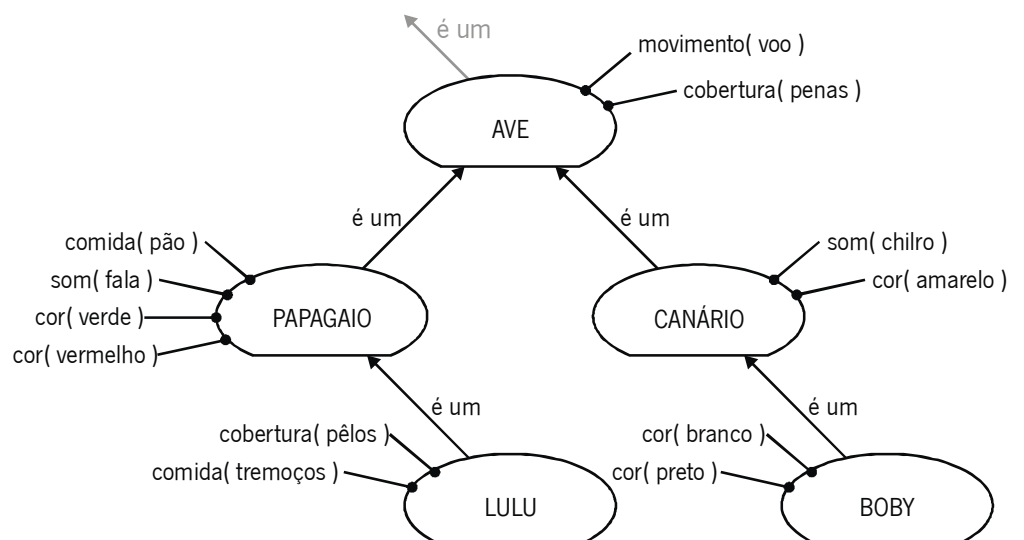 é um
movimento( voo )
cobertura( penas )
AVE
é um
é um
comida( pão )
som( fala )
cor( verde )
cor( vermelho )
PAPAGAIO
som( chilro )
cor( amarelo )
CANÁRIO
é um
é um
cobertura( pêlos )
comida( tremoços )
LULU
cor( branco )
cor( preto )
BOBY